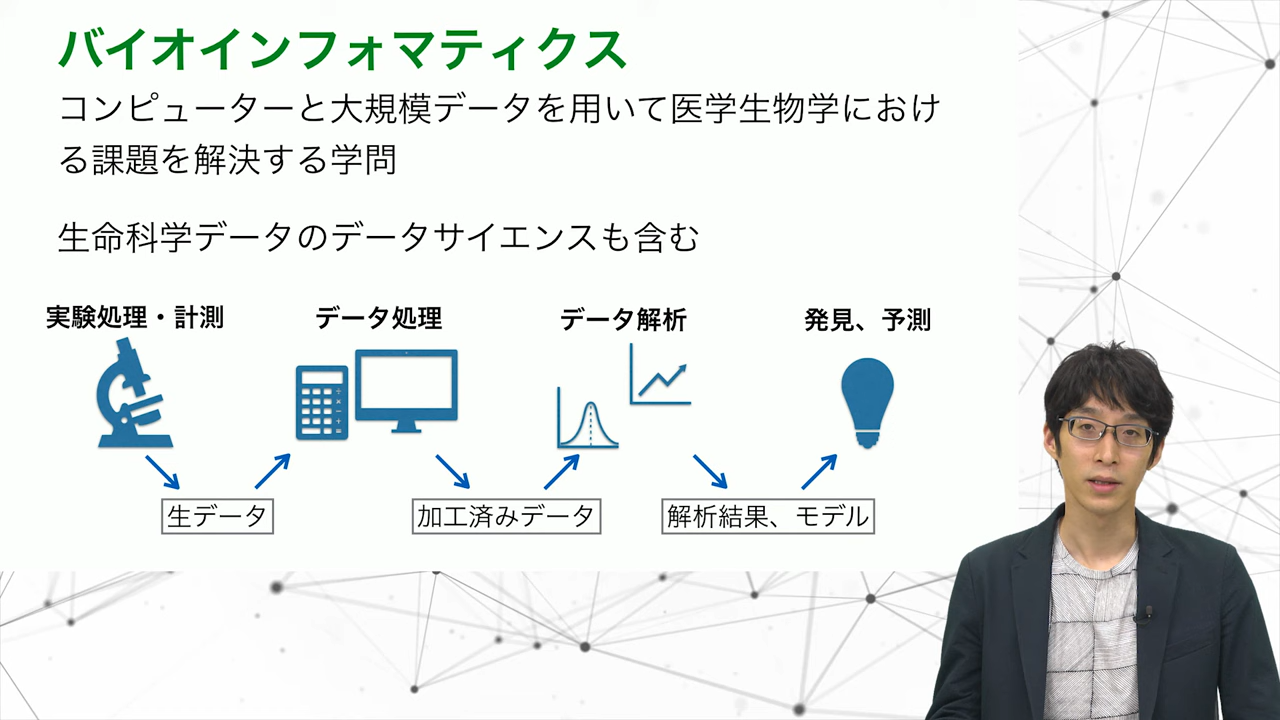 バイオインフォマティクス
コンピューターと大規模データを用いて医学生物学におけ
る課題を解決する学問
生命科学データのデータサイエンスも含む
実験処理・計測
データ処理
データ解析
発見、予測
生データ
加工済みデータ
解析結果、モデル